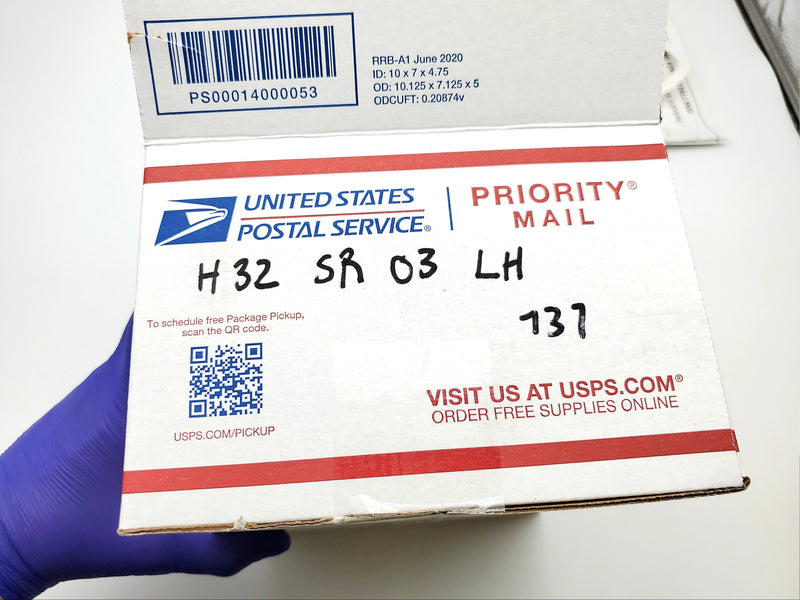 PS00014000053
RRB-A1 June 2020
ID: 10 x 7 x 4.75
OD: 10.125 x 7.125 x 5
ODCUFT: 0.20874v
UNITED STATES
POSTAL SERVICE®
PRIORITY®
MAIL
H32 SR 03 LH
137
To schedule free Package Pickup,
scan the QR code.
USPS.COM/PICKUP
VISIT US AT USPS.COM®
ORDER FREE SUPPLIES ONLINE